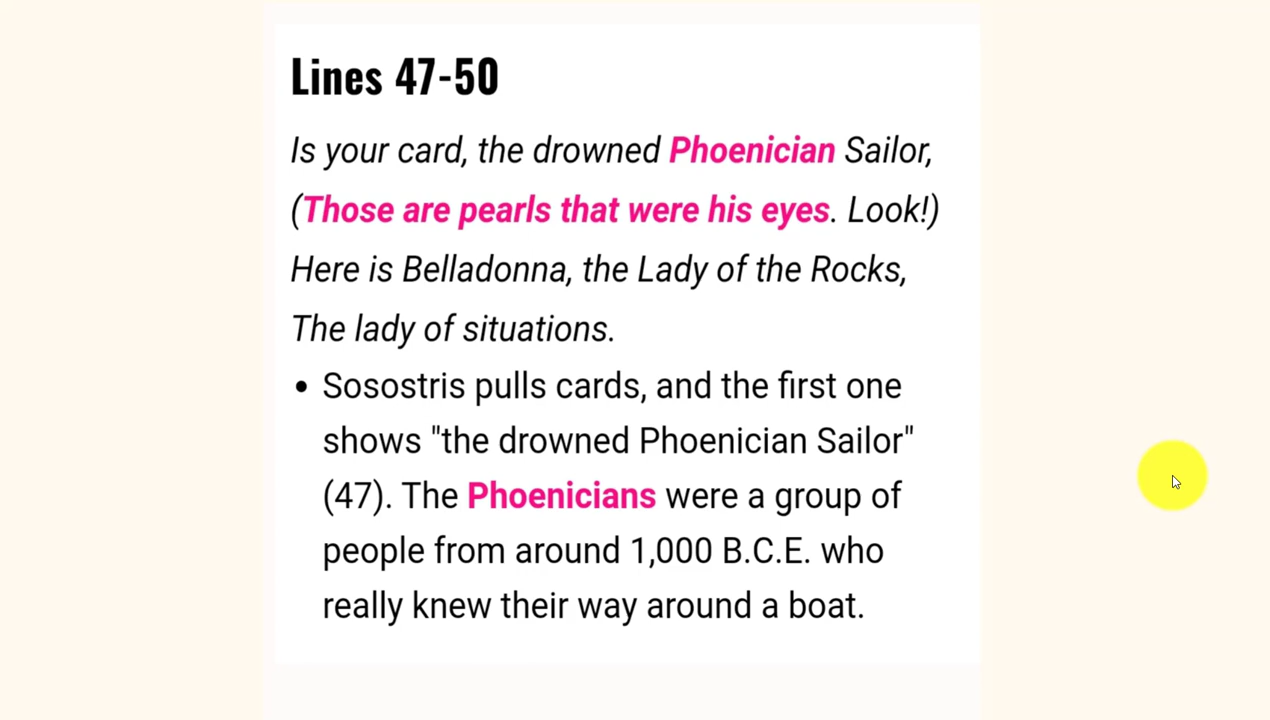 Lines 47-50
Is your card, the drowned Phoenician Sailor,
(Those are pearls that were his eyes. Look!)
Here is Belladonna, the Lady of the Rocks,
The lady of situations.
• Sosostris pulls cards, and the first one
shows "the drowned Phoenician Sailor"
(47). The Phoenicians were a group of
people from around 1,000 B.C.E. who
really knew their way around a boat.